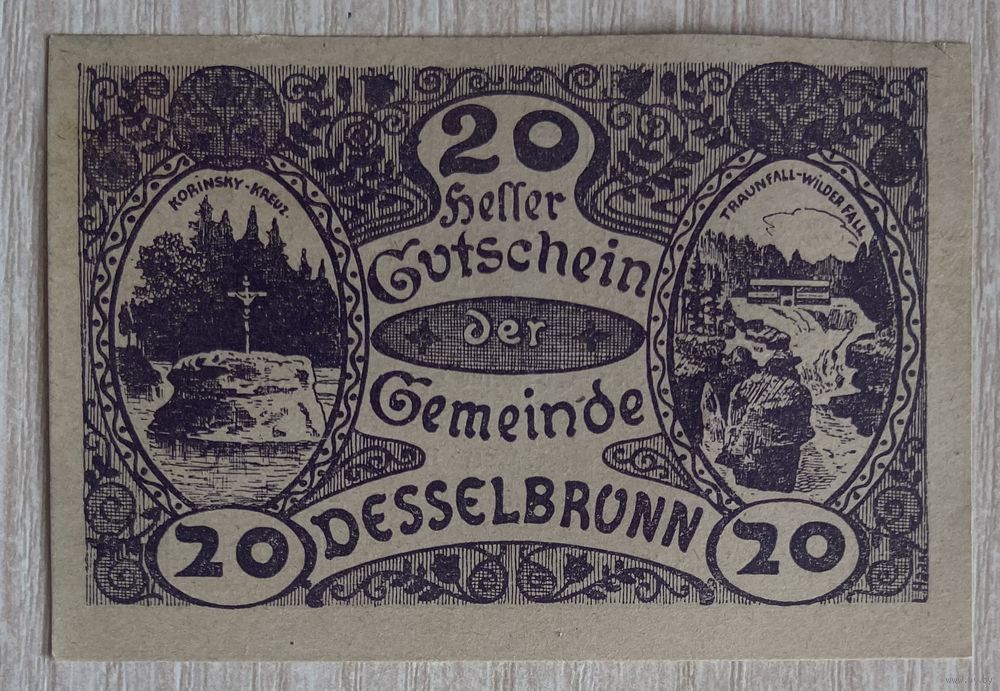 20
Heller
KORINSKY-KREUZ
TRAUNFALL-WILDER FALL
Gutschein
der
Gemeinde
DESSELBRUNN
20
20